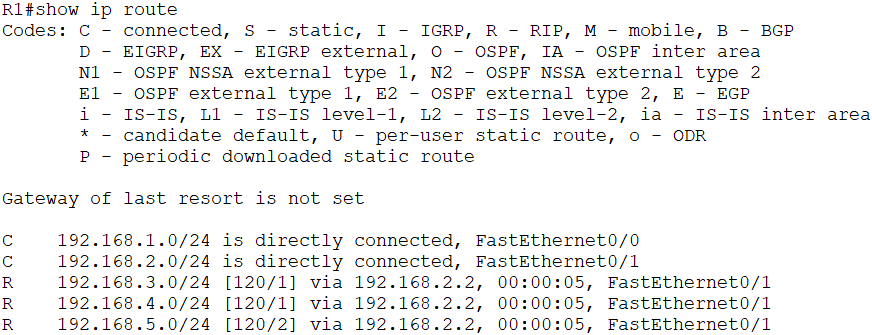 R1#show ip route
Codes: C - connected, S - static, I - IGRP, R - RIP, M - mobile, B - BGP
       D - EIGRP, EX - EIGRP external, O - OSPF, IA - OSPF inter area
       N1 - OSPF NSSA external type 1, N2 - OSPF NSSA external type 2
       E1 - OSPF external type 1, E2 - OSPF external type 2, E - EGP
       i - IS-IS, L1 - IS-IS level-1, L2 - IS-IS level-2, ia - IS-IS inter area
       * - candidate default, U - per-user static route, o - ODR
       P - periodic downloaded static route

Gateway of last resort is not set

C    192.168.1.0/24 is directly connected, FastEthernet0/0
C    192.168.2.0/24 is directly connected, FastEthernet0/1
R    192.168.3.0/24 [120/1] via 192.168.2.2, 00:00:05, FastEthernet0/1
R    192.168.4.0/24 [120/1] via 192.168.2.2, 00:00:05, FastEthernet0/1
R    192.168.5.0/24 [120/2] via 192.168.2.2, 00:00:05, FastEthernet0/1